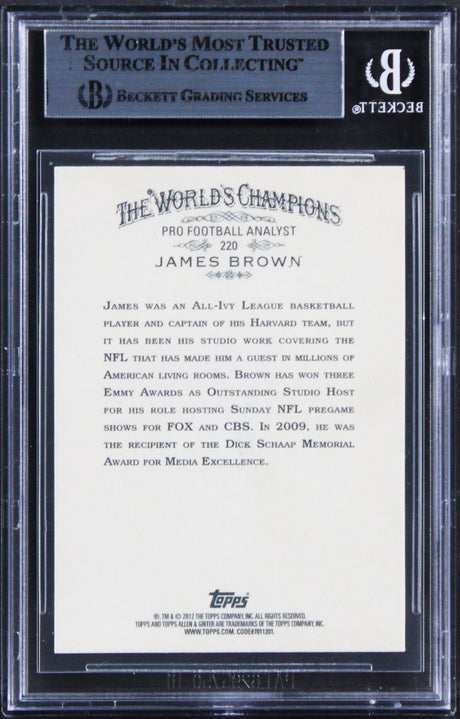 THE WORLD'S MOST TRUSTED
SOURCE IN COLLECTING™
B BECKETT GRADING SERVICES
B
BECKETT®
THE WORLD'S CHAMPIONS
PRO FOOTBALL ANALYST
220
JAMES BROWN
JAMES WAS AN ALL-IVY LEAGUE BASKETBALL
PLAYER AND CAPTAIN OF HIS HARVARD TEAM, BUT
IT HAS BEEN HIS STUDIO WORK COVERING THE
NFL THAT HAS MADE HIM A GUEST IN MILLIONS OF
AMERICAN LIVING ROOMS. BROWN HAS WON THREE
EMMY AWARDS AS OUTSTANDING STUDIO HOST
FOR HIS ROLE HOSTING SUNDAY NFL PREGAME
SHOWS FOR FOX AND CBS. IN 2009, HE WAS
THE RECIPIENT OF THE DICK SCHAAP MEMORIAL
AWARD FOR MEDIA EXCELLENCE.
Topps
®, TM & © 2012 THE TOPPS COMPANY, INC. ALL RIGHTS RESERVED.
TOPPS AND TOPPS ALLEN & GINTER ARE TRADEMARKS OF THE TOPPS COMPANY, INC.
WWW.TOPPS.COM. CODE#7011201.